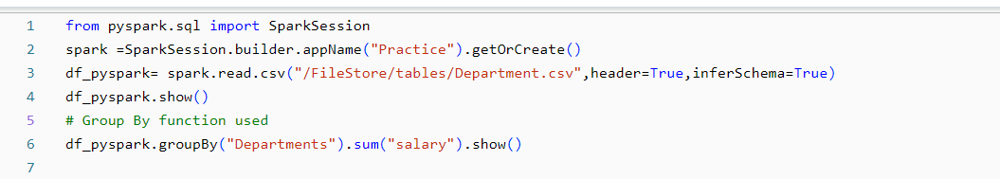 1 from pyspark.sql import SparkSession
2 spark =SparkSession.builder.appName("Practice").getOrCreate()
3 df_pyspark= spark.read.csv("/FileStore/tables/Department.csv",header=True,inferSchema=True)
4 df_pyspark.show()
5 # Group By function used
6 df_pyspark.groupBy("Departments").sum("salary").show()
7